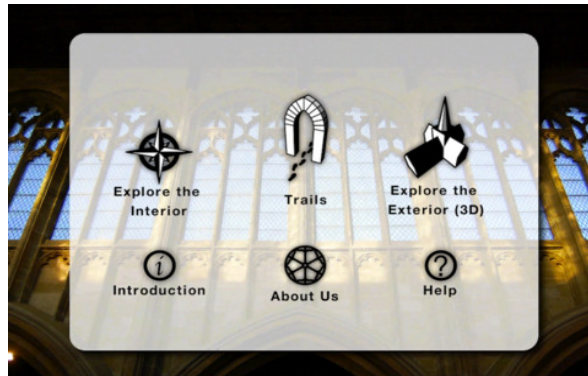 Explore the
Interior
Trails
Explore the
Exterior (3D)
i
Introduction
About Us
?
Help